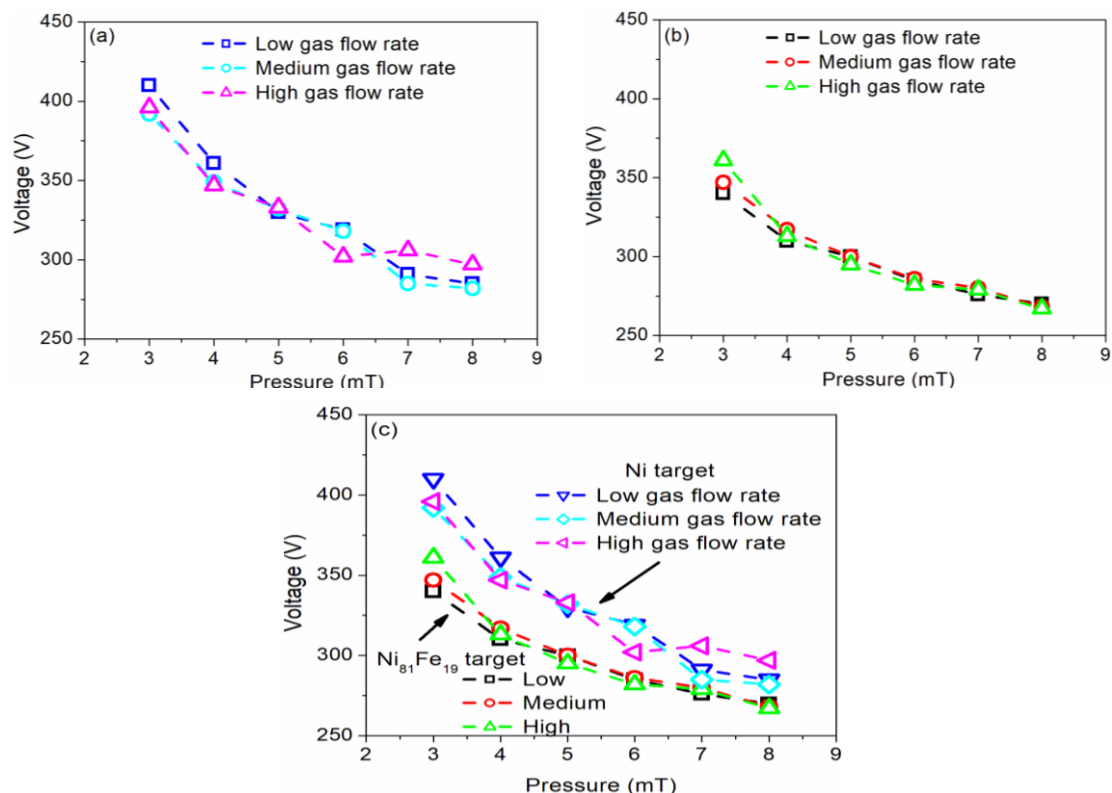 450
(a)
Low gas flow rate
Medium gas flow rate
High gas flow rate
400
350
300
250
Voltage (V)
2 3 4 5 6 7 8 9
Pressure (mT)
450
(b)
Low gas flow rate
Medium gas flow rate
High gas flow rate
400
350
300
250
Voltage (V)
2 3 4 5 6 7 8 9
Pressure (mT)
450
(c)
Ni target
Low gas flow rate
Medium gas flow rate
High gas flow rate
400
350
300
250
Voltage (V)
Ni₈₁Fe₁₉ target
Low
Medium
High
2 3 4 5 6 7 8 9
Pressure (mT)